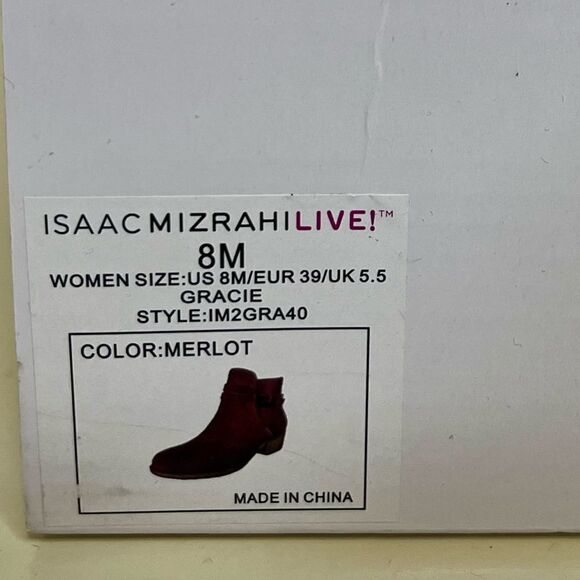 ISAACMIZRAHILIVE!™
8M
WOMEN SIZE:US 8M/EUR 39/UK 5.5
GRACIE
STYLE:IM2GRA40
COLOR:MERLOT
MADE IN CHINA